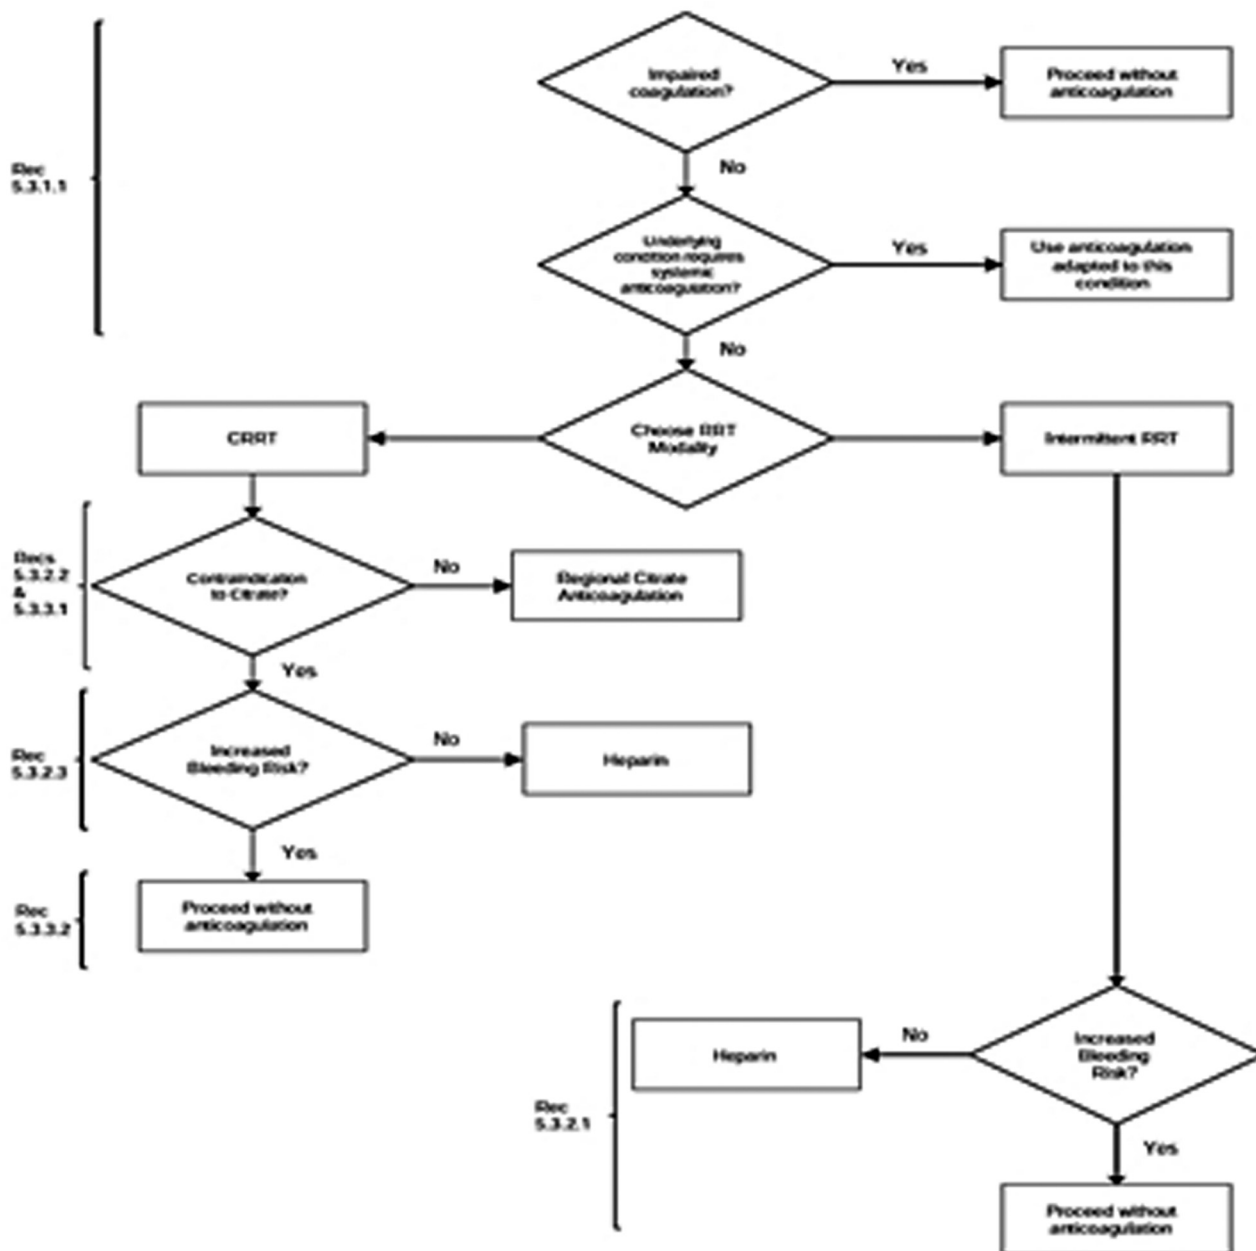 Impaired
coagulation?
Yes
Proceed without
anticoagulation
No
Rec
5.3.1.1
Underlying
condition requires
systemic
anticoagulation?
Yes
Use anticoagulation
adapted to this
condition
No
CRRT
Choose RRT
Modality
Intermittent RRT
Recs
5.3.2.2
&
5.3.3.1
Contraindication
to Citrate?
No
Regional Citrate
Anticoagulation
Yes
Rec
5.3.2.3
Increased
Bleeding Risk?
No
Heparin
Yes
Rec
5.3.3.2
Proceed without
anticoagulation
Rec
5.3.2.1
Heparin
No
Increased
Bleeding
Risk?
Yes
Proceed without
anticoagulation